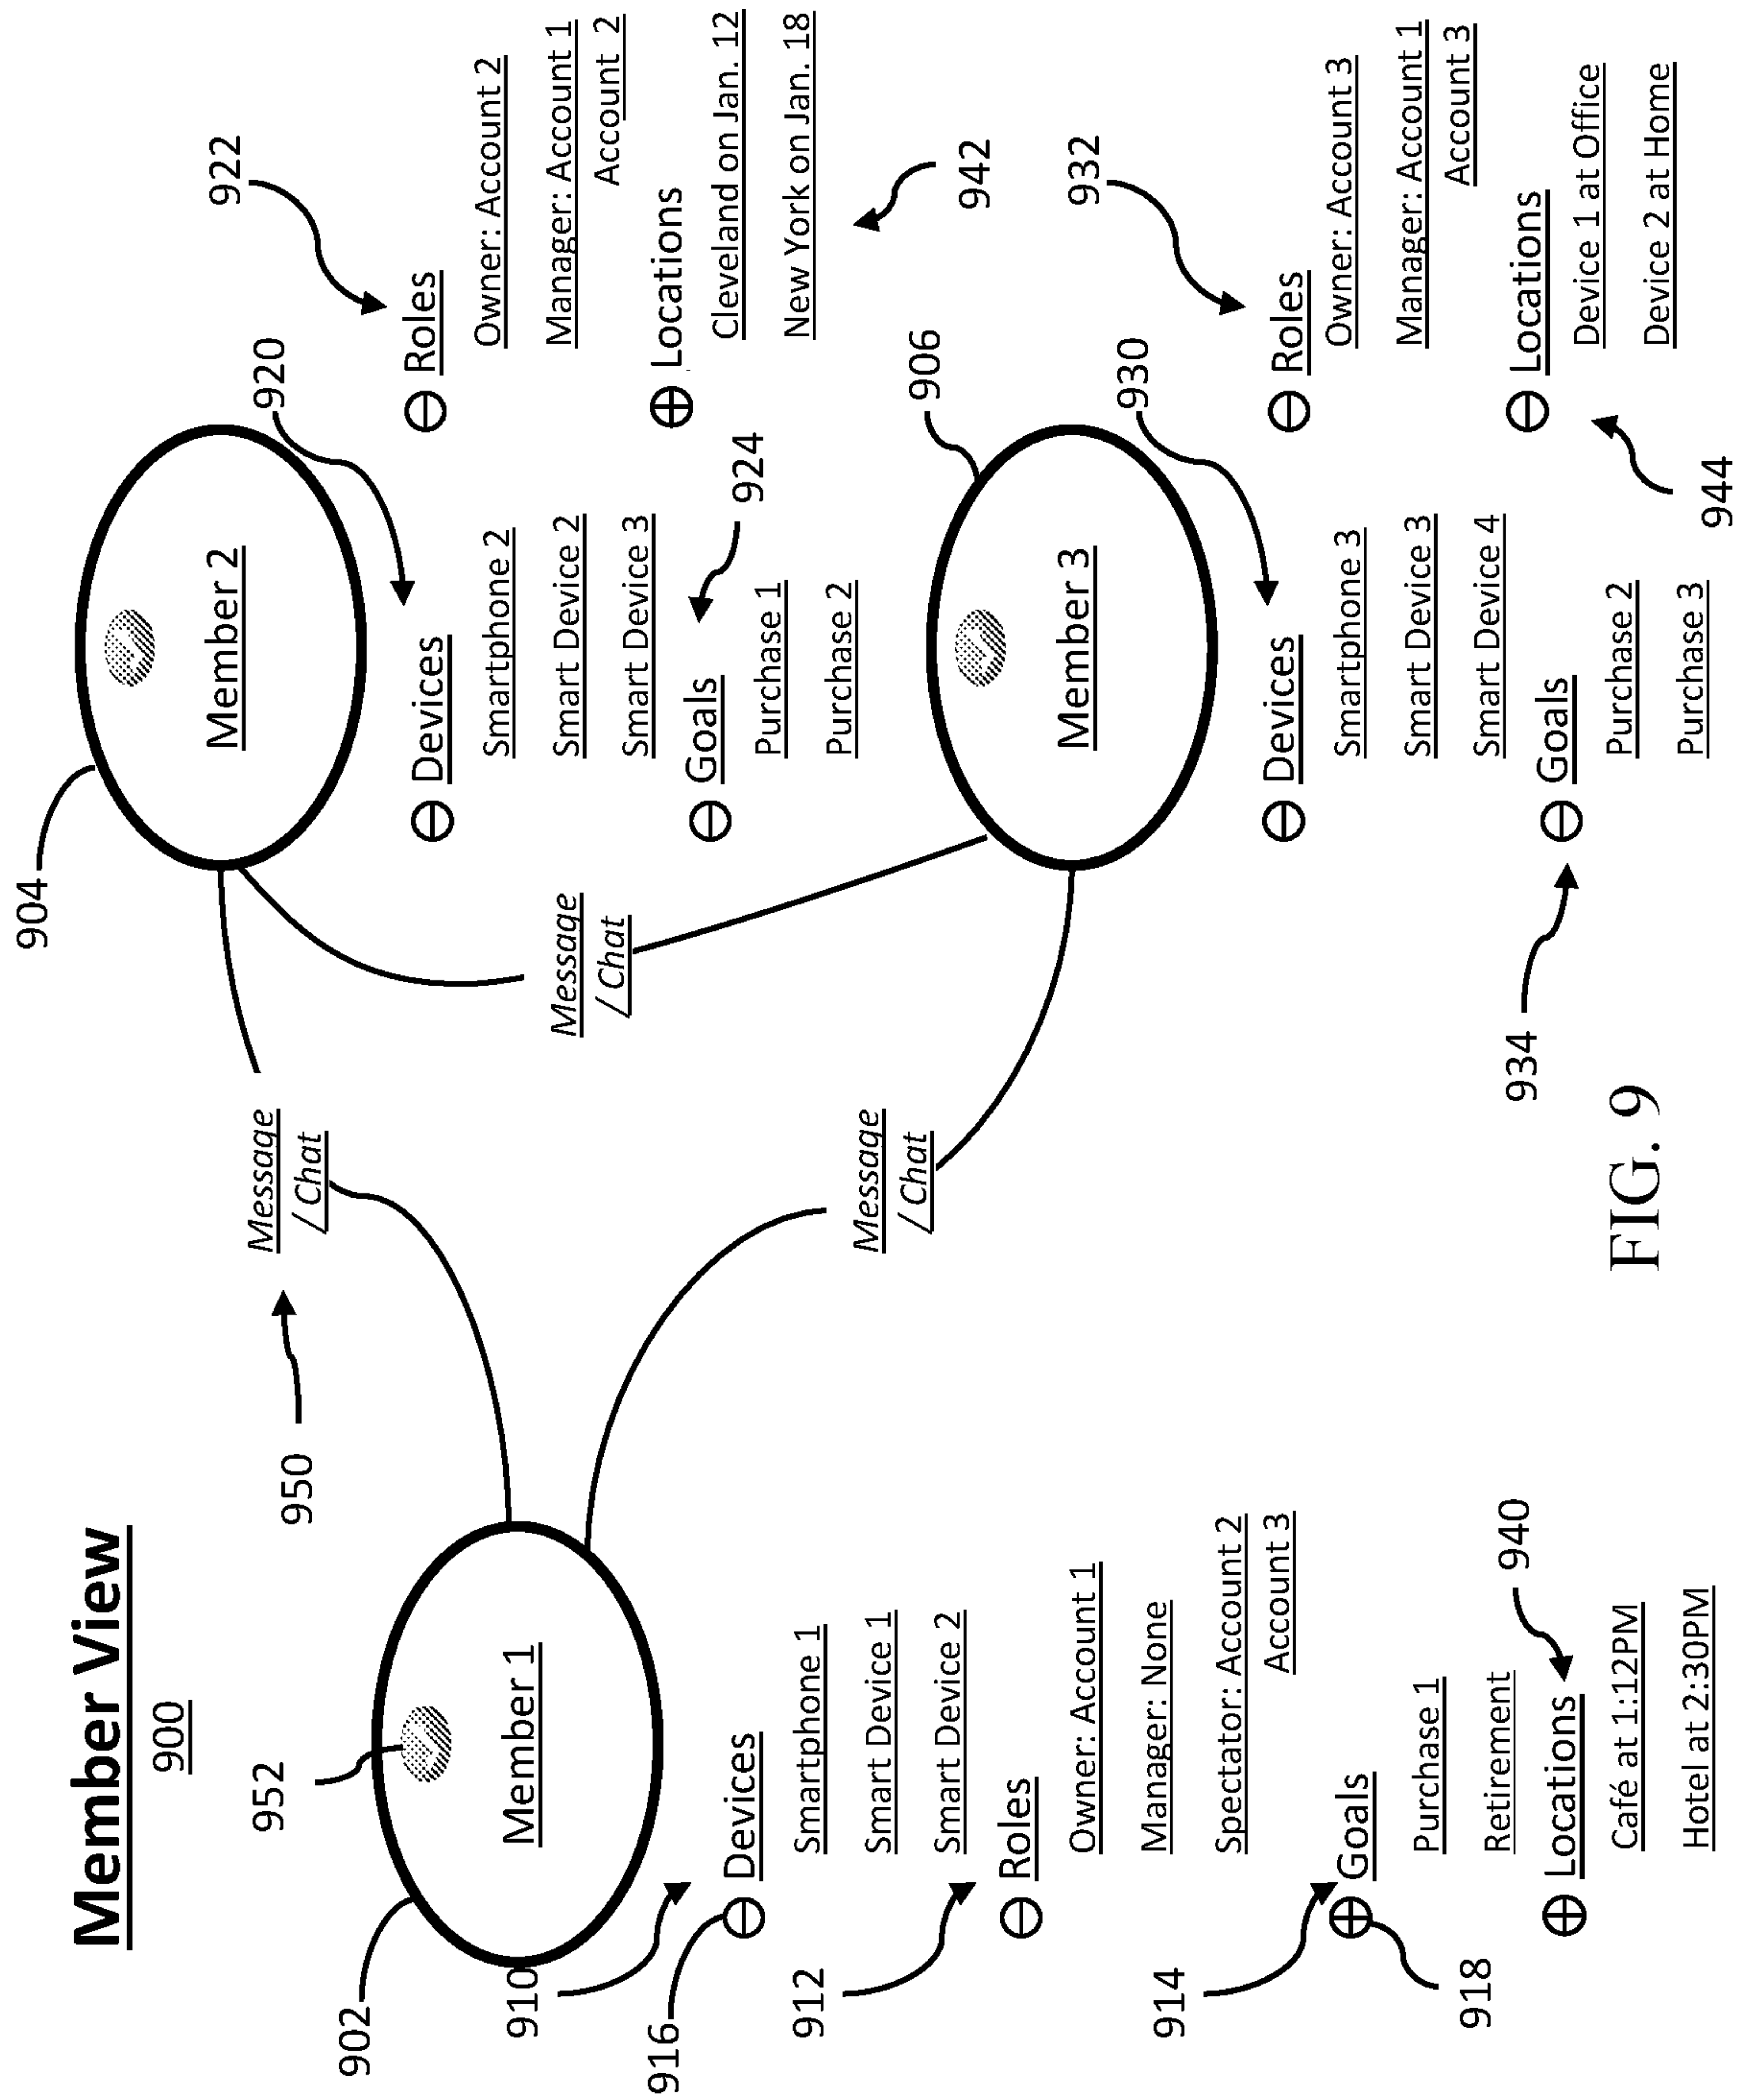 Member View
900
902
952
Member 1
910
916
Devices
Smartphone 1
Smart Device 1
Smart Device 2
912
Roles
Owner: Account 1
Manager: None
Spectator: Account 2
Account 3
914
918
Goals
Purchase 1
Retirement
940
Locations
Café at 1:12PM
Hotel at 2:30PM
950
Message
/Chat
Message
/Chat
Message
/Chat
904
Member 2
920
Devices
Smartphone 2
Smart Device 2
Smart Device 3
924
Goals
Purchase 1
Purchase 2
922
Roles
Owner: Account 2
Manager: Account 1
Account 2
Locations
Cleveland on Jan. 12
New York on Jan. 18
942
906
Member 3
930
Devices
Smartphone 3
Smart Device 3
Smart Device 4
934
Goals
Purchase 2
Purchase 3
932
Roles
Owner: Account 3
Manager: Account 1
Account 3
Locations
Device 1 at Office
Device 2 at Home
944
FIG. 9